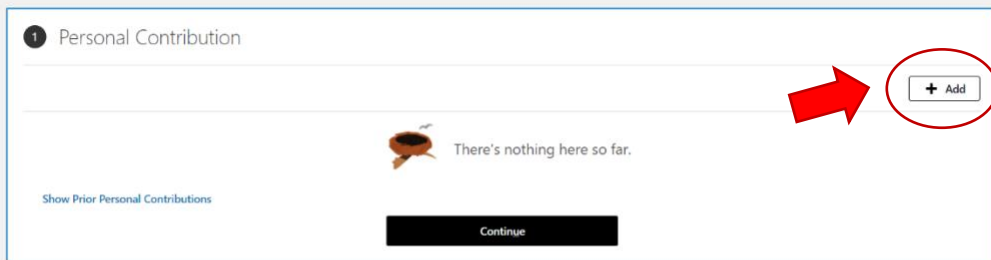 1 Personal Contribution
+ Add
There's nothing here so far.
Show Prior Personal Contributions
Continue